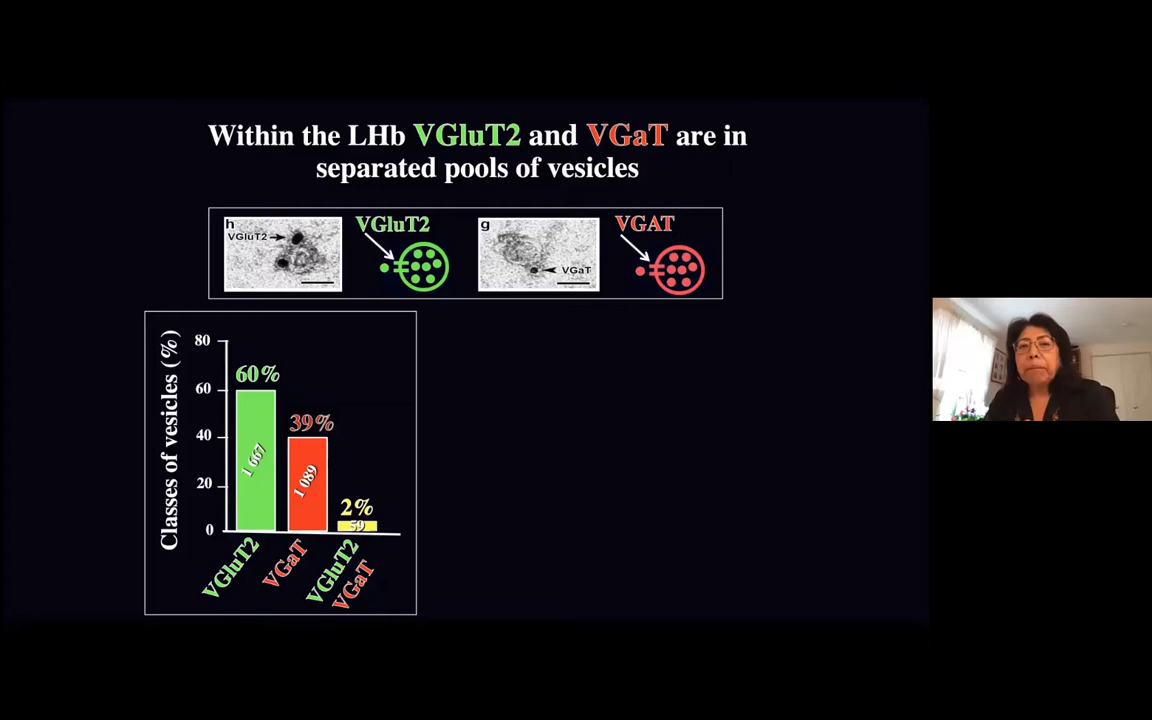 Within the LHb VGluT2 and VGaT are in
separated pools of vesicles
h
VGluT2
VGluT2
g
VGaT
VGAT
Classes of vesicles (%)
80
60
40
20
0
60%
39%
2%
1 667
1 089
59
VGluT2
VGaT
VGluT2
VGaT